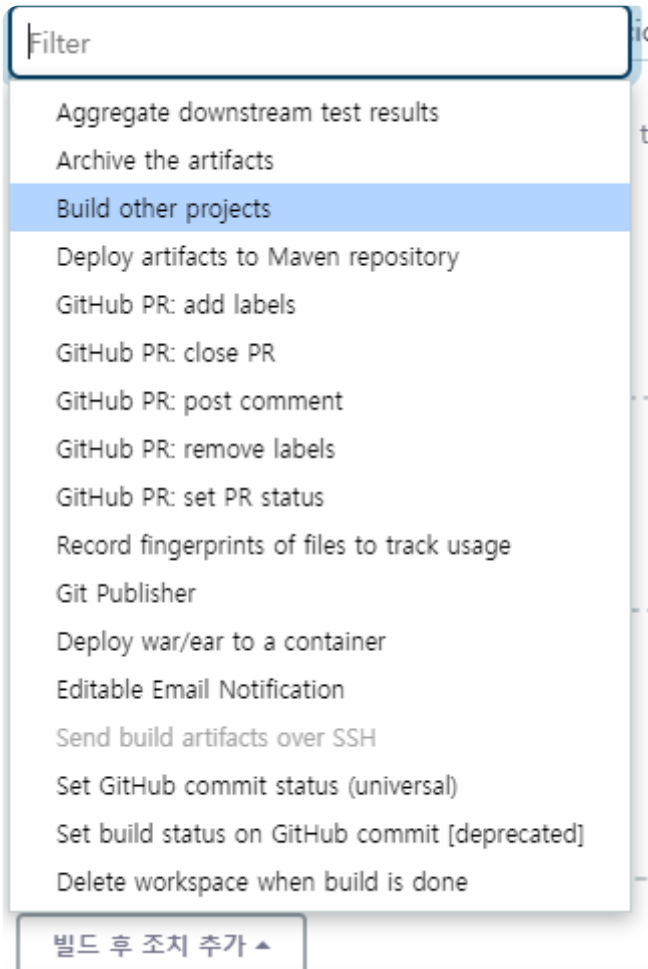 Filter
Aggregate downstream test results
Archive the artifacts
Build other projects
Deploy artifacts to Maven repository
GitHub PR: add labels
GitHub PR: close PR
GitHub PR: post comment
GitHub PR: remove labels
GitHub PR: set PR status
Record fingerprints of files to track usage
Git Publisher
Deploy war/ear to a container
Editable Email Notification
Send build artifacts over SSH
Set GitHub commit status (universal)
Set build status on GitHub commit [deprecated]
Delete workspace when build is done
빌드 후 조치 추가